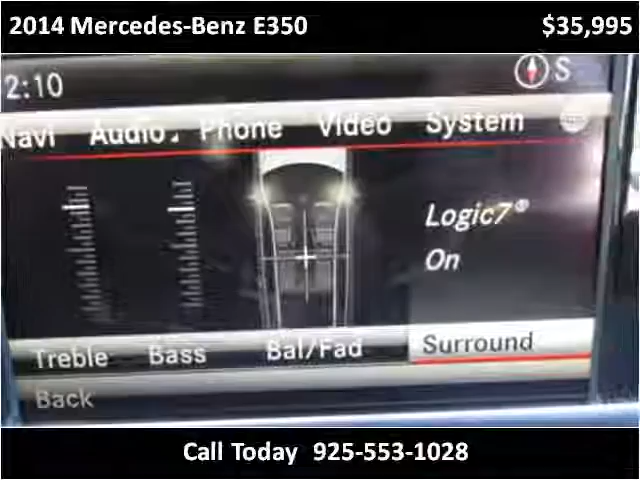 2014 Mercedes-Benz E350 $35,995
2:10 S
Navi Audio Phone Video System
Logic7®
On
Treble Bass Bal/Fad Surround
Back
Call Today 925-553-1028